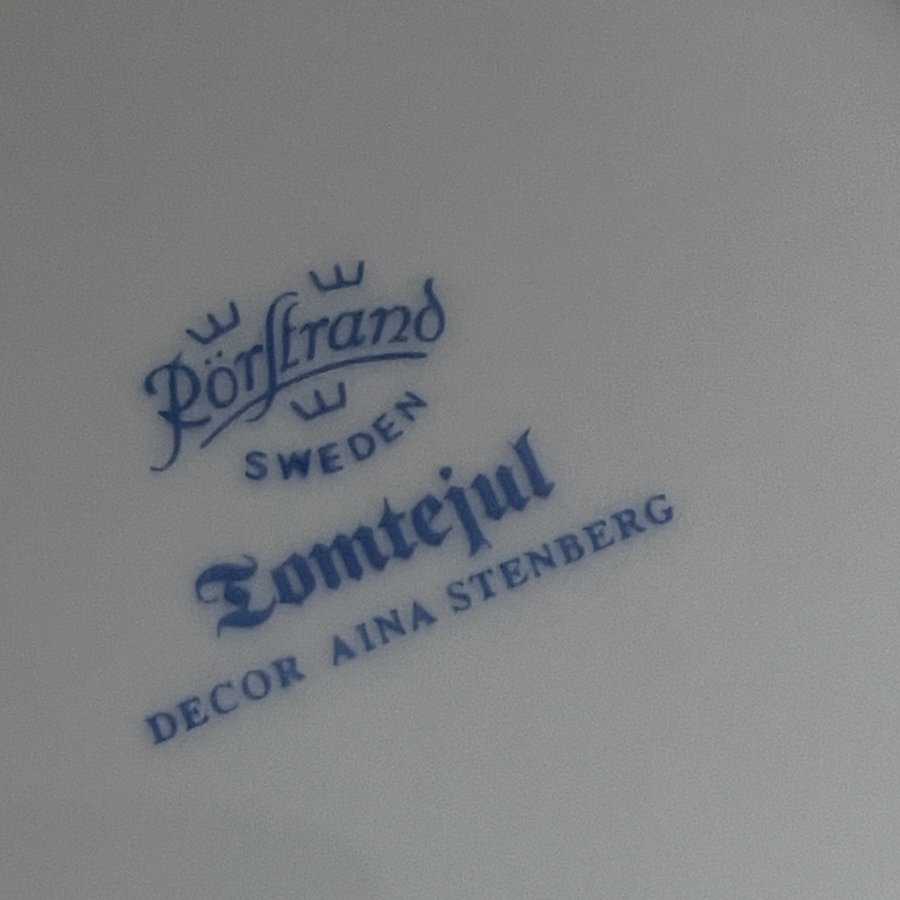 Rörstrand
SWEDEN
Tomtejul
DECOR AINA STENBERG